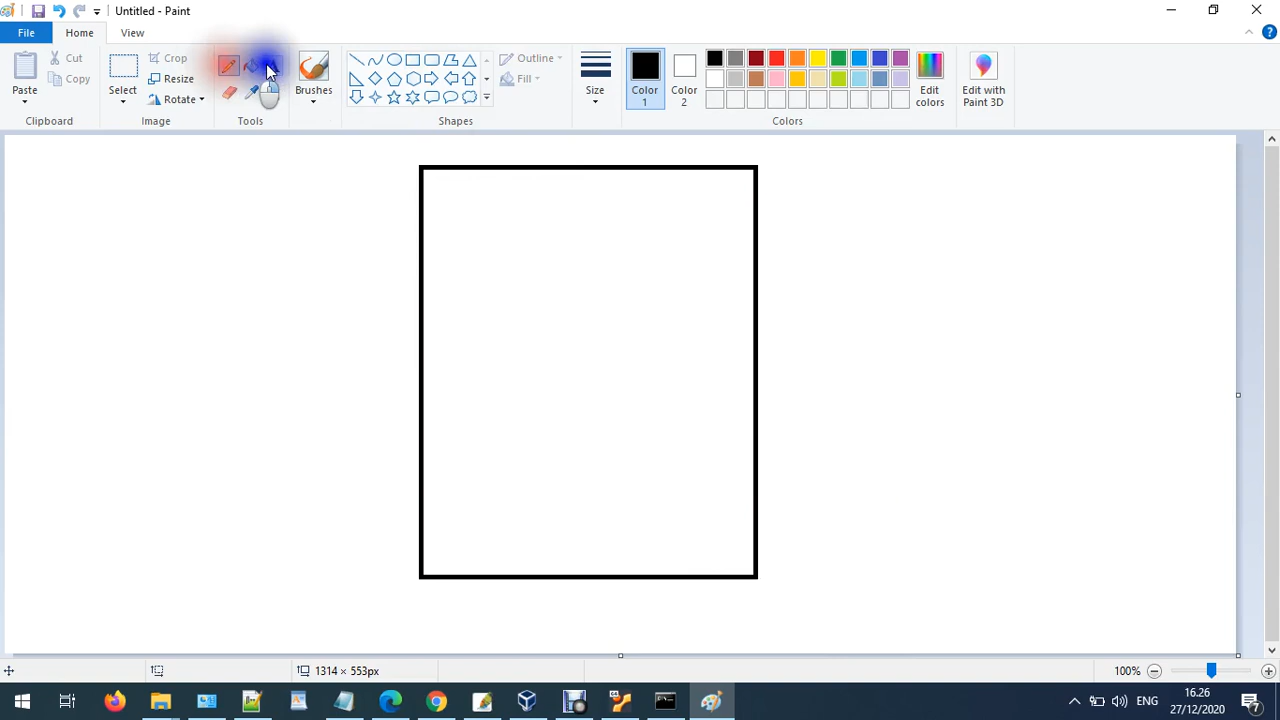 Untitled - Paint
File Home View
Paste
Cut
Copy
Clipboard
Select
Crop
Resize
Rotate
Image
Tools
Brushes
Shapes
Outline
Fill
Size
Color 1
Color 2
Colors
Edit colors
Edit with Paint 3D
1314 × 553px
100%
ENG
16.26
27/12/2020
7